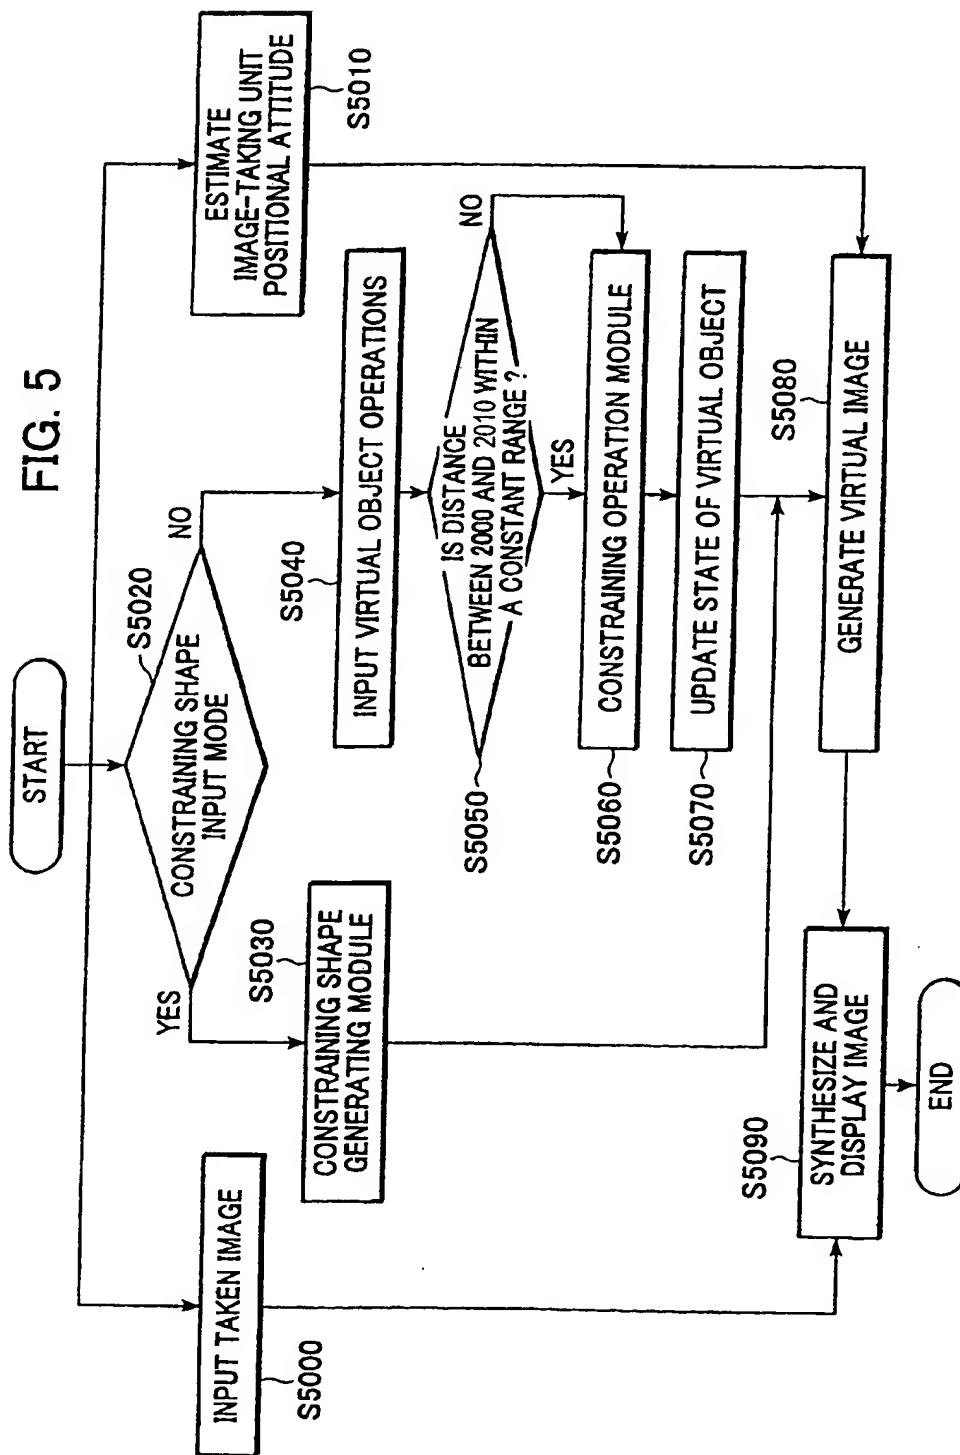 FIG. 5
START
S5020
CONSTRAINING SHAPE
INPUT MODE
YES
NO
INPUT TAKEN IMAGE
S5000
CONSTRAINING SHAPE
GENERATING MODULE
S5030
ESTIMATE
IMAGE-TAKING UNIT
POSITIONAL ATTITUDE
S5010
S5040
INPUT VIRTUAL OBJECT OPERATIONS
S5050
IS DISTANCE
BETWEEN 2000 AND 2010 WITHIN
A CONSTANT RANGE ?
NO
YES
S5060
CONSTRAINING OPERATION MODULE
S5070
UPDATE STATE OF VIRTUAL OBJECT
S5080
GENERATE VIRTUAL IMAGE
S5090
SYNTHESIZE AND
DISPLAY IMAGE
END